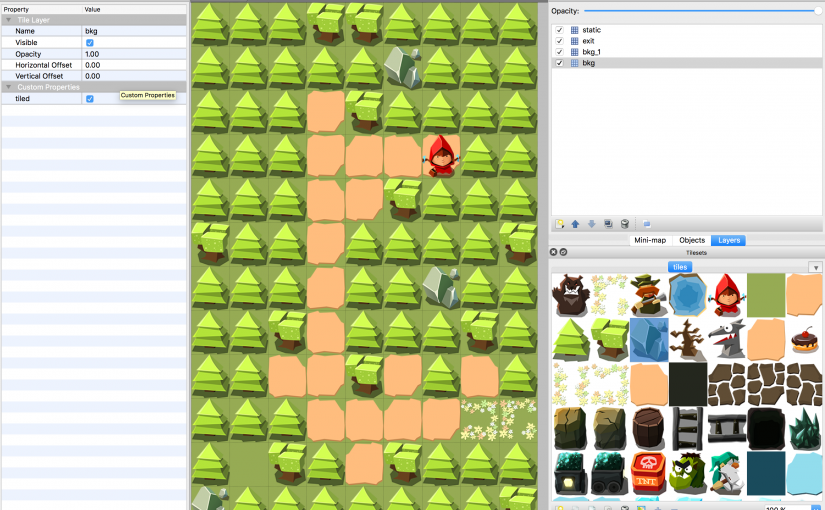 Property Value
Tile Layer
Name bkg
Visible
Opacity 1.00
Horizontal Offset 0.00
Vertical Offset 0.00
Custom Properties
tiled
Custom Properties
Opacity:
static
exit
bkg_1
bkg
Mini-map Objects Layers
Tilesets
tiles
TNT
100 %